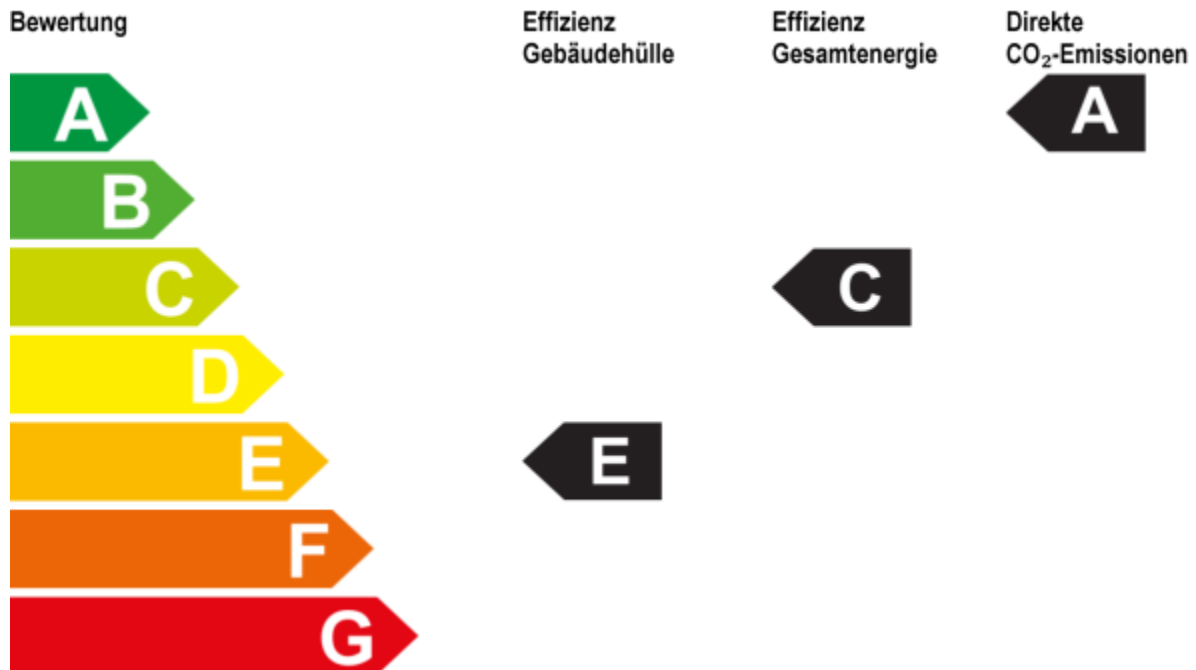 Bewertung
Effizienz
Gebäudehülle
Effizienz
Gesamtenergie
Direkte
CO₂-Emissionen
A
A
B
C
C
D
E
E
F
G